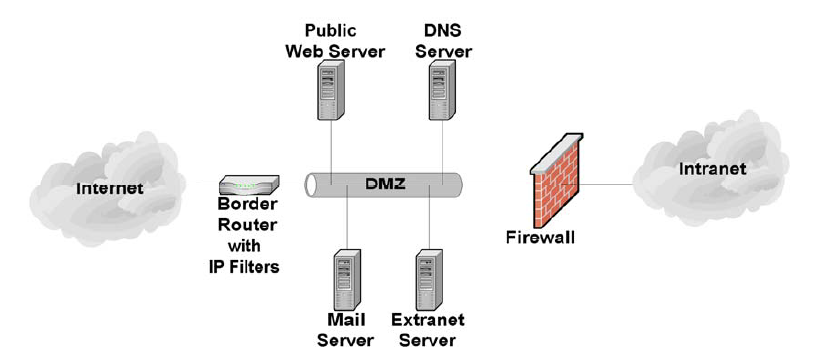 Public
Web Server
DNS
Server
Internet
DMZ
Intranet
Border
Router
with
IP Filters
Firewall
Mail
Server
Extranet
Server